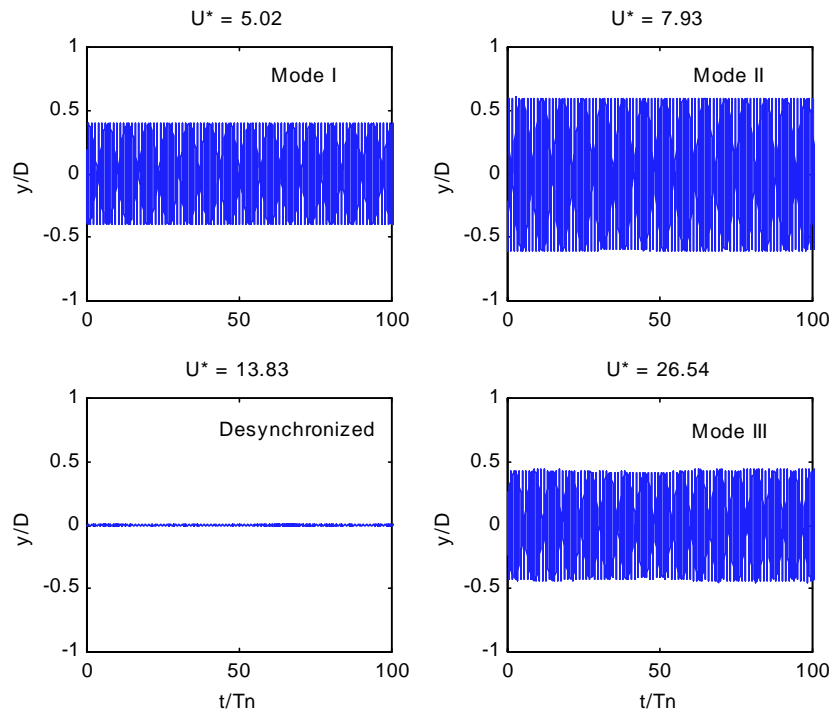 U* = 5.02
1
Mode I
0.5
y/D
0
-0.5
-1
0
50
100
U* = 7.93
1
Mode II
0.5
y/D
0
-0.5
-1
0
50
100
U* = 13.83
1
Desynchronized
0.5
y/D
0
-0.5
-1
0
50
100
t/Tn
U* = 26.54
1
Mode III
0.5
y/D
0
-0.5
-1
0
50
100
t/Tn